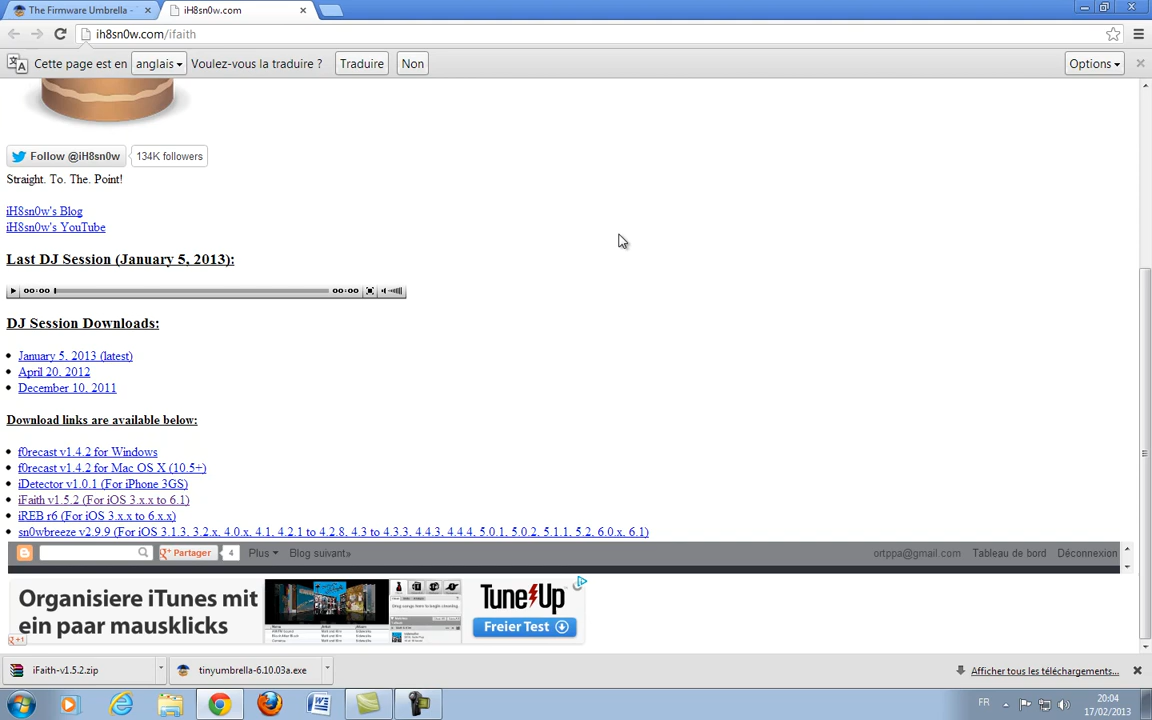 The Firmware Umbrella -
iH8sn0w.com
ih8sn0w.com/ifaith
Cette page est en anglais Voulez-vous la traduire ? Traduire Non Options
Follow @iH8sn0w 134K followers
Straight. To. The. Point!
iH8sn0w's Blog
iH8sn0w's YouTube
Last DJ Session (January 5, 2013):
00:00 00:00
DJ Session Downloads:
January 5, 2013 (latest)
April 20, 2012
December 10, 2011
Download links are available below:
f0recast v1.4.2 for Windows
f0recast v1.4.2 for Mac OS X (10.5+)
iDetector v1.0.1 (For iPhone 3GS)
iFaith v1.5.2 (For iOS 3.x.x to 6.1)
iREB r6 (For iOS 3.x.x to 6.x.x)
sn0wbreeze v2.9.9 (For iOS 3.1.3, 3.2.x, 4.0.x, 4.1, 4.2.1 to 4.2.8, 4.3 to 4.3.3, 4.4.3, 4.4.4, 5.0.1, 5.0.2, 5.1.1, 5.2, 6.0.x, 6.1)
Partager 4 Plus Blog suivant» ortppa@gmail.com Tableau de bord Déconnexion
Organisiere iTunes mit
ein paar mausklicks
TuneUp
Freier Test
+1
iFaith-v1.5.2.zip tinyumbrella-6.10.03a.exe Afficher tous les téléchargements...
FR 20:04
17/02/2013